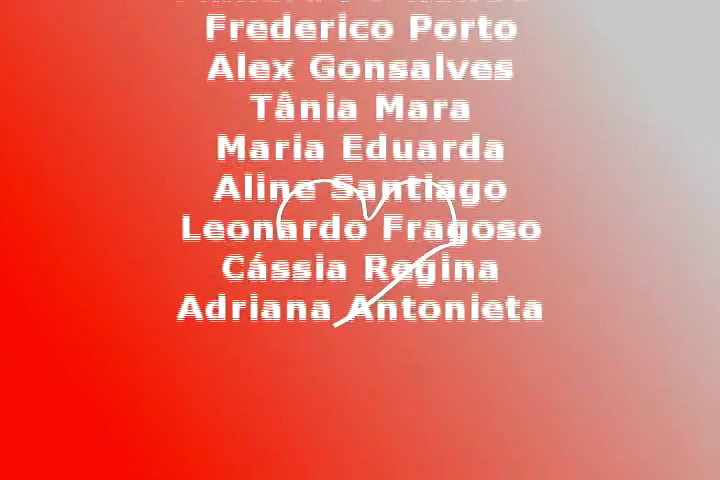 Frederico Porto
Alex Gonsalves
Tânia Mara
Maria Eduarda
Aline Santiago
Leonardo Fragoso
Cássia Regina
Adriana Antonieta